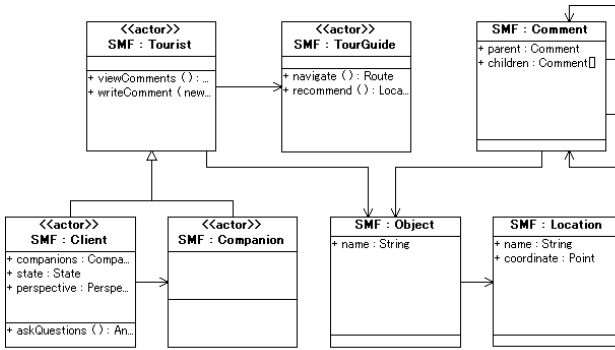 <<actor>>
SMF : Tourist
+ viewComments () : ...
+ writeComment ( new...
<<actor>>
SMF : TourGuide
+ navigate () : Route
+ recommend () : Loca...
SMF : Comment
+ parent : Comment
+ children : Comment[]
<<actor>>
SMF : Client
+ companions : Compa...
+ state : State
+ perspective : Perspe...
+ askQuestions () : An...
<<actor>>
SMF : Companion
SMF : Object
+ name : String
SMF : Location
+ name : String
+ coordinate : Point